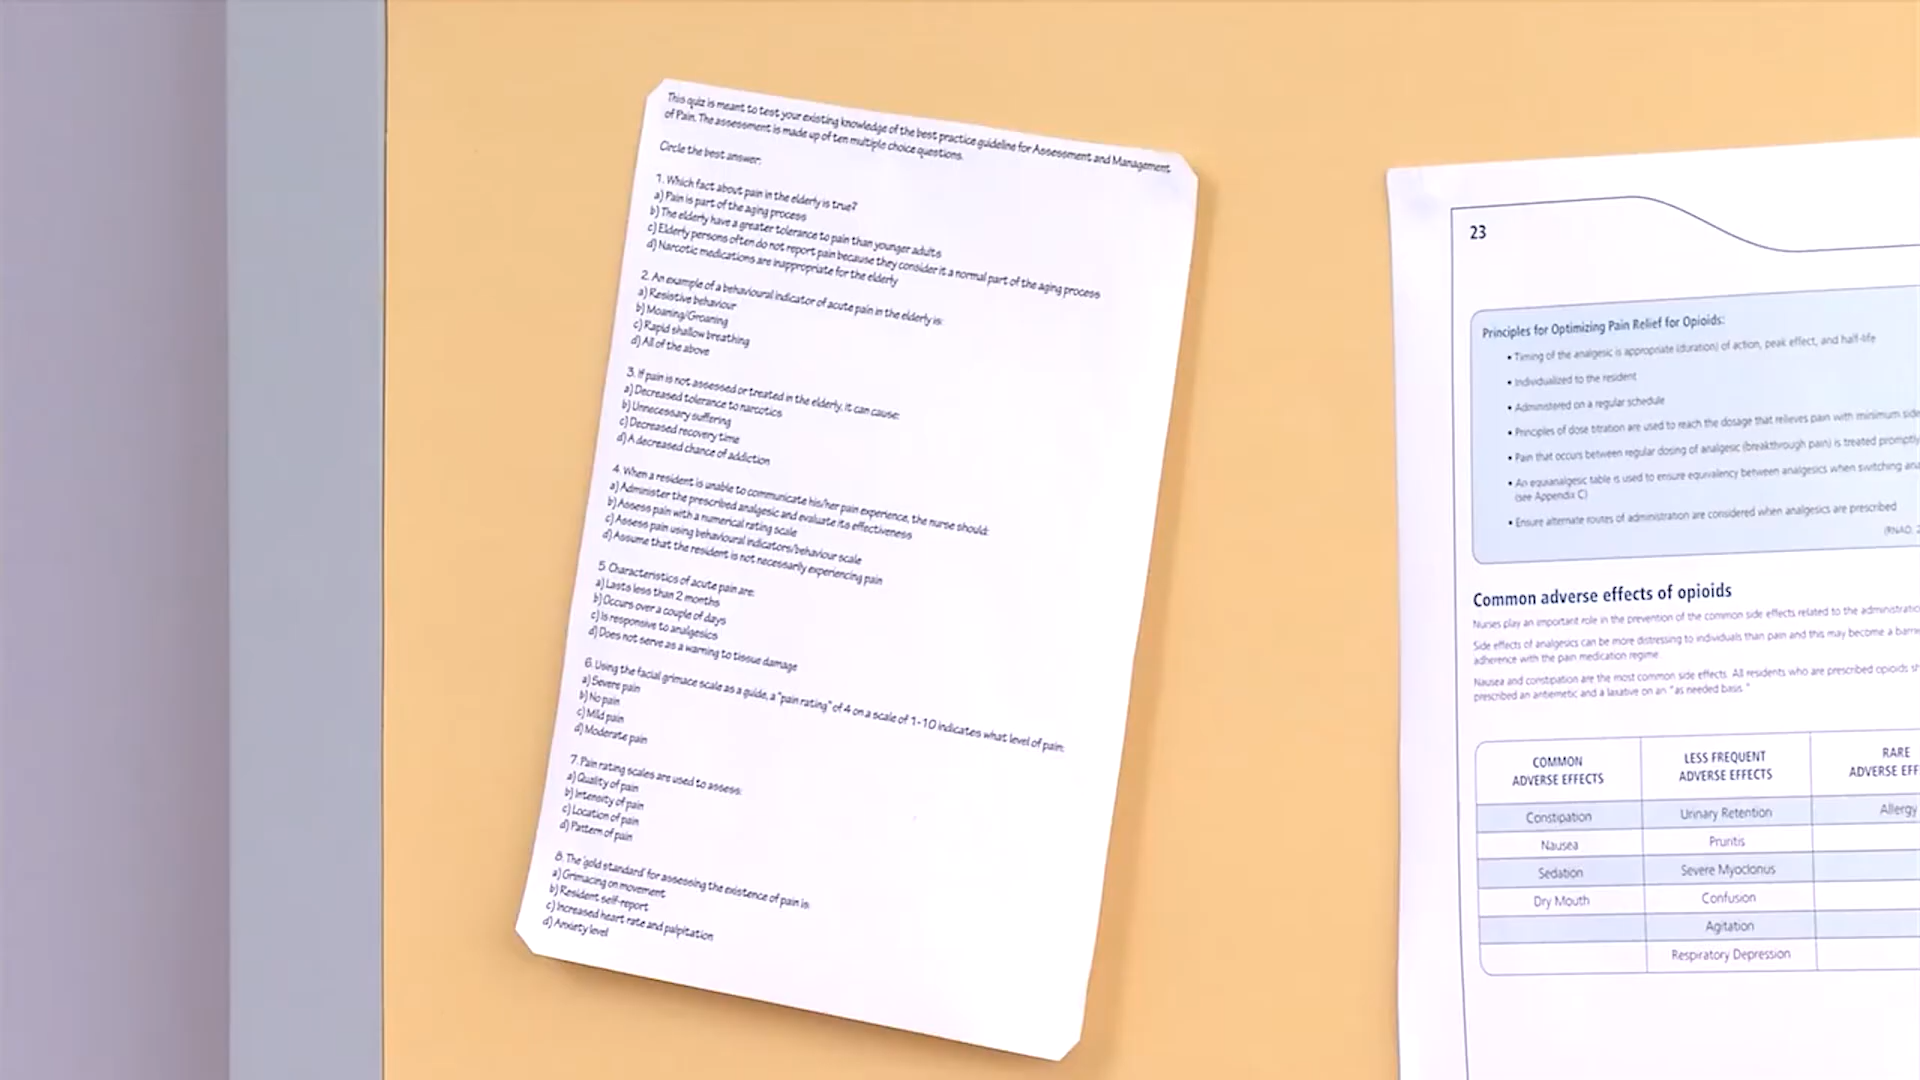 This quiz is meant to test your existing knowledge of the best practice guideline for Assessment and Management
of Pain. The assessment is made up of ten multiple choice questions.
Circle the best answer:
1. Which fact about pain in the elderly is true?
a) Pain is part of the aging process
b) The elderly have a greater tolerance to pain than younger adults
c) Elderly persons often do not report pain because they consider it a normal part of the aging process
d) Narcotic medications are inappropriate for the elderly
2. An example of a behavioural indicator of acute pain in the elderly is:
a) Resistive behaviour
b) Moaning/Groaning
c) Rapid shallow breathing
d) All of the above
3. If pain is not assessed or treated in the elderly, it can cause:
a) Decreased tolerance to narcotics
b) Unnecessary suffering
c) Decreased recovery time
d) A decreased chance of addiction
4. When a resident is unable to communicate his/her pain experience, the nurse should:
a) Administer the prescribed analgesic and evaluate its effectiveness
b) Assess pain with a numerical rating scale
c) Assess pain using behavioural indicators/behaviour scale
d) Assume that the resident is not necessarily experiencing pain
5. Characteristics of acute pain are:
a) Lasts less than 2 months
b) Occurs over a couple of days
c) Is responsive to analgesics
d) Does not serve as a warning to tissue damage
6. Using the facial grimace scale as a guide, a "pain rating" of 4 on a scale of 1-10 indicates what level of pain:
a) Severe pain
b) No pain
c) Mild pain
d) Moderate pain
7. Pain rating scales are used to assess:
a) Quality of pain
b) Intensity of pain
c) Location of pain
d) Pattern of pain
8. The 'gold standard' for assessing the existence of pain is:
a) Grimacing on movement
b) Resident self-report
c) Increased heart rate and palpitation
d) Anxiety level
23
Principles for Optimizing Pain Relief for Opioids:
• Timing of the analgesic is appropriate (duration) of action, peak effect, and half-life
• Individualized to the resident
• Administered on a regular schedule
• Principles of dose titration are used to reach the dosage that relieves pain with minimum side
• Pain that occurs between regular dosing of analgesic (breakthrough pain) is treated promptly
• An equianalgesic table is used to ensure equivalency between analgesics when switching ana
(see Appendix C)
• Ensure alternate routes of administration are considered when analgesics are prescribed
(RNAO, 2
Common adverse effects of opioids
Nurses play an important role in the prevention of the common side effects related to the administratio
Side effects of analgesics can be more distressing to individuals than pain and this may become a barri
adherence with the pain medication regime.
Nausea and constipation are the most common side effects. All residents who are prescribed opioids sh
prescribed an antiemetic and a laxative on an "as needed basis."
COMMON ADVERSE EFFECTS LESS FREQUENT ADVERSE EFFECTS RARE ADVERSE EFF
Constipation Urinary Retention Allergy
Nausea Pruritis
Sedation Severe Myoclonus
Dry Mouth Confusion
Agitation
Respiratory Depression